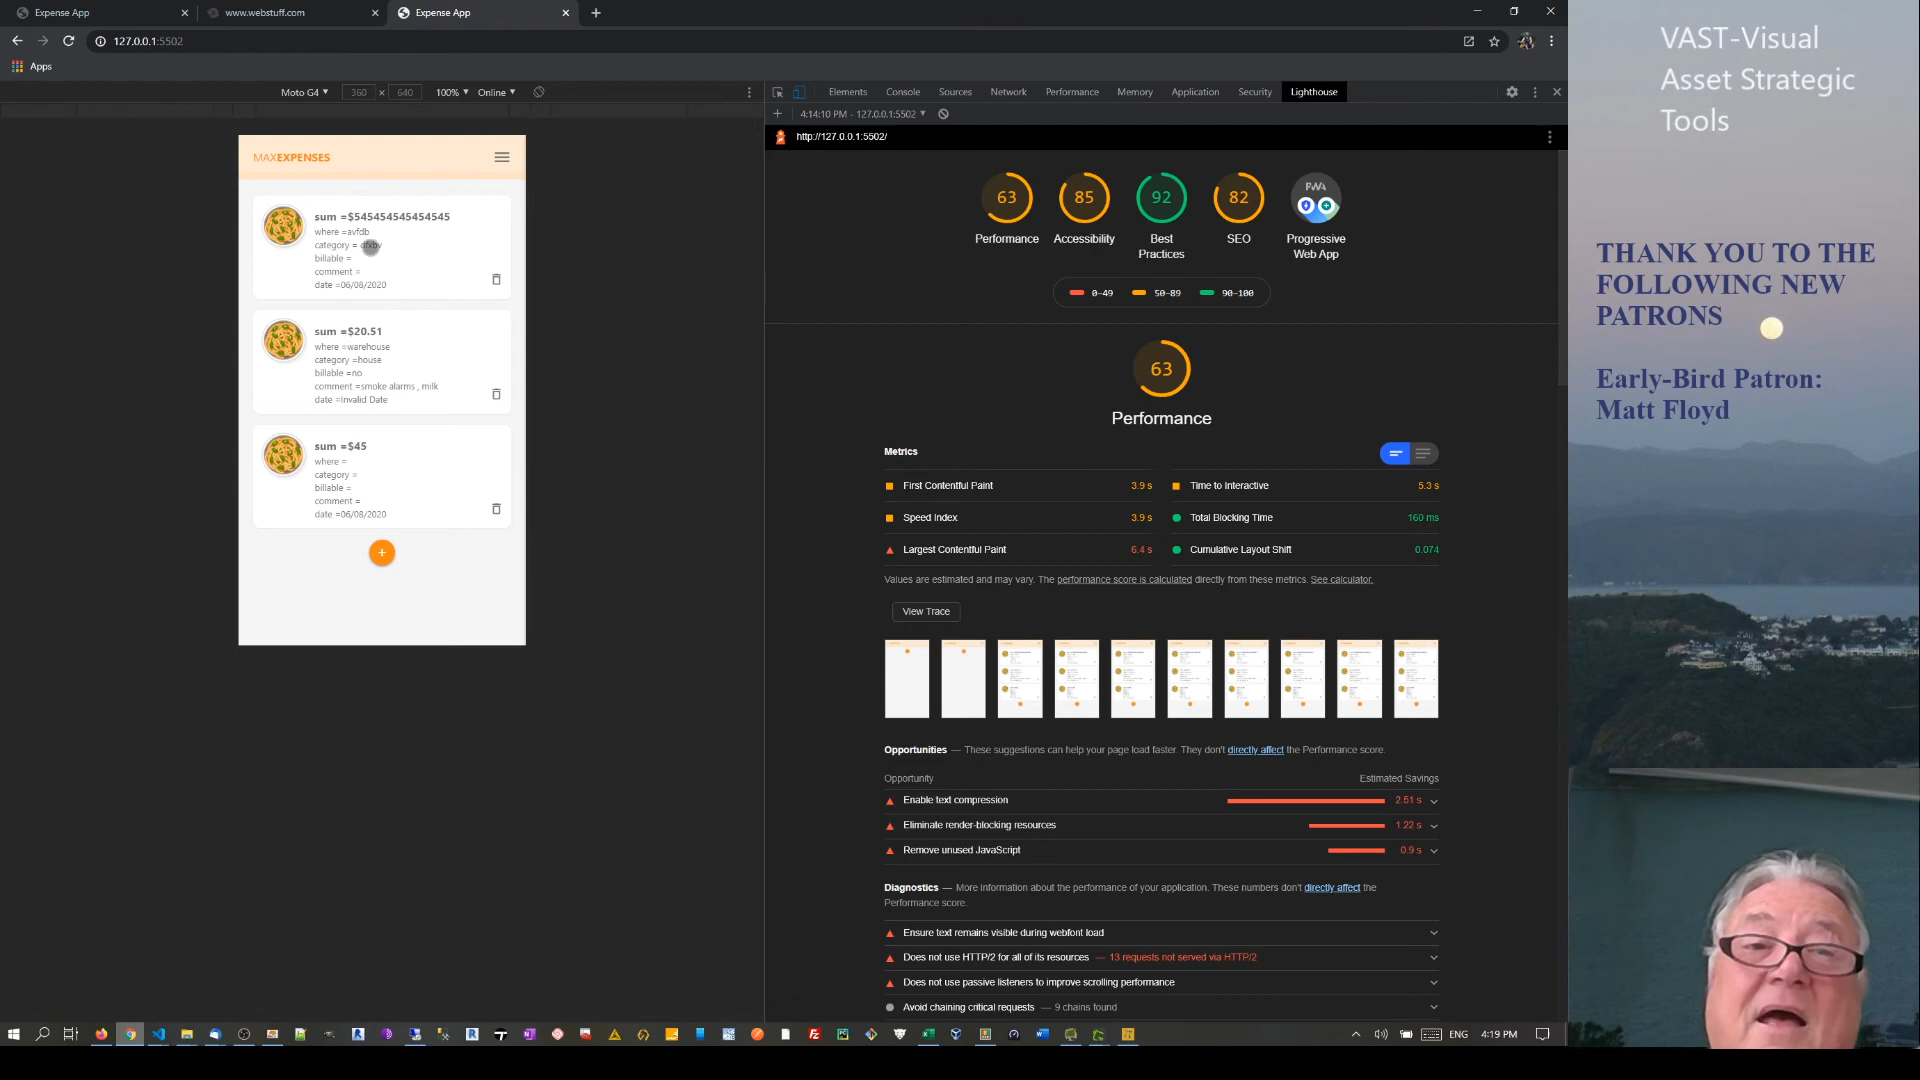 Expense App
www.webstuff.com
Expense App
127.0.0.1:5502
Apps
Moto G4 360 × 640 100% Online
Elements Console Sources Network Performance Memory Application Security Lighthouse
4:14:10 PM - 127.0.0.1:5502
http://127.0.0.1:5502/
MAXEXPENSES
sum =$545454545454545
where =avfdb
category =
billable =
comment =
date =06/08/2020
sum =$20.51
where =warehouse
category =house
billable =no
comment =smoke alarms , milk
date =Invalid Date
sum =$45
where =
category =
billable =
comment =
date =06/08/2020
+
63 85 92 82 PWA
Performance Accessibility Best Practices SEO Progressive Web App
0-49 50-89 90-100
63
Performance
Metrics
First Contentful Paint 3.9 s Time to Interactive 5.3 s
Speed Index 3.9 s Total Blocking Time 160 ms
Largest Contentful Paint 6.4 s Cumulative Layout Shift 0.074
Values are estimated and may vary. The performance score is calculated directly from these metrics. See calculator.
View Trace
Opportunities — These suggestions can help your page load faster. They don't directly affect the Performance score.
Opportunity Estimated Savings
Enable text compression 2.51 s
Eliminate render-blocking resources 1.22 s
Remove unused JavaScript 0.9 s
Diagnostics — More information about the performance of your application. These numbers don't directly affect the
Performance score.
Ensure text remains visible during webfont load
Does not use HTTP/2 for all of its resources — 13 requests not served via HTTP/2
Does not use passive listeners to improve scrolling performance
Avoid chaining critical requests — 9 chains found
ENG 4:19 PM
VAST-Visual
Asset Strategic
Tools
THANK YOU TO THE
FOLLOWING NEW
PATRONS
Early-Bird Patron:
Matt Floyd